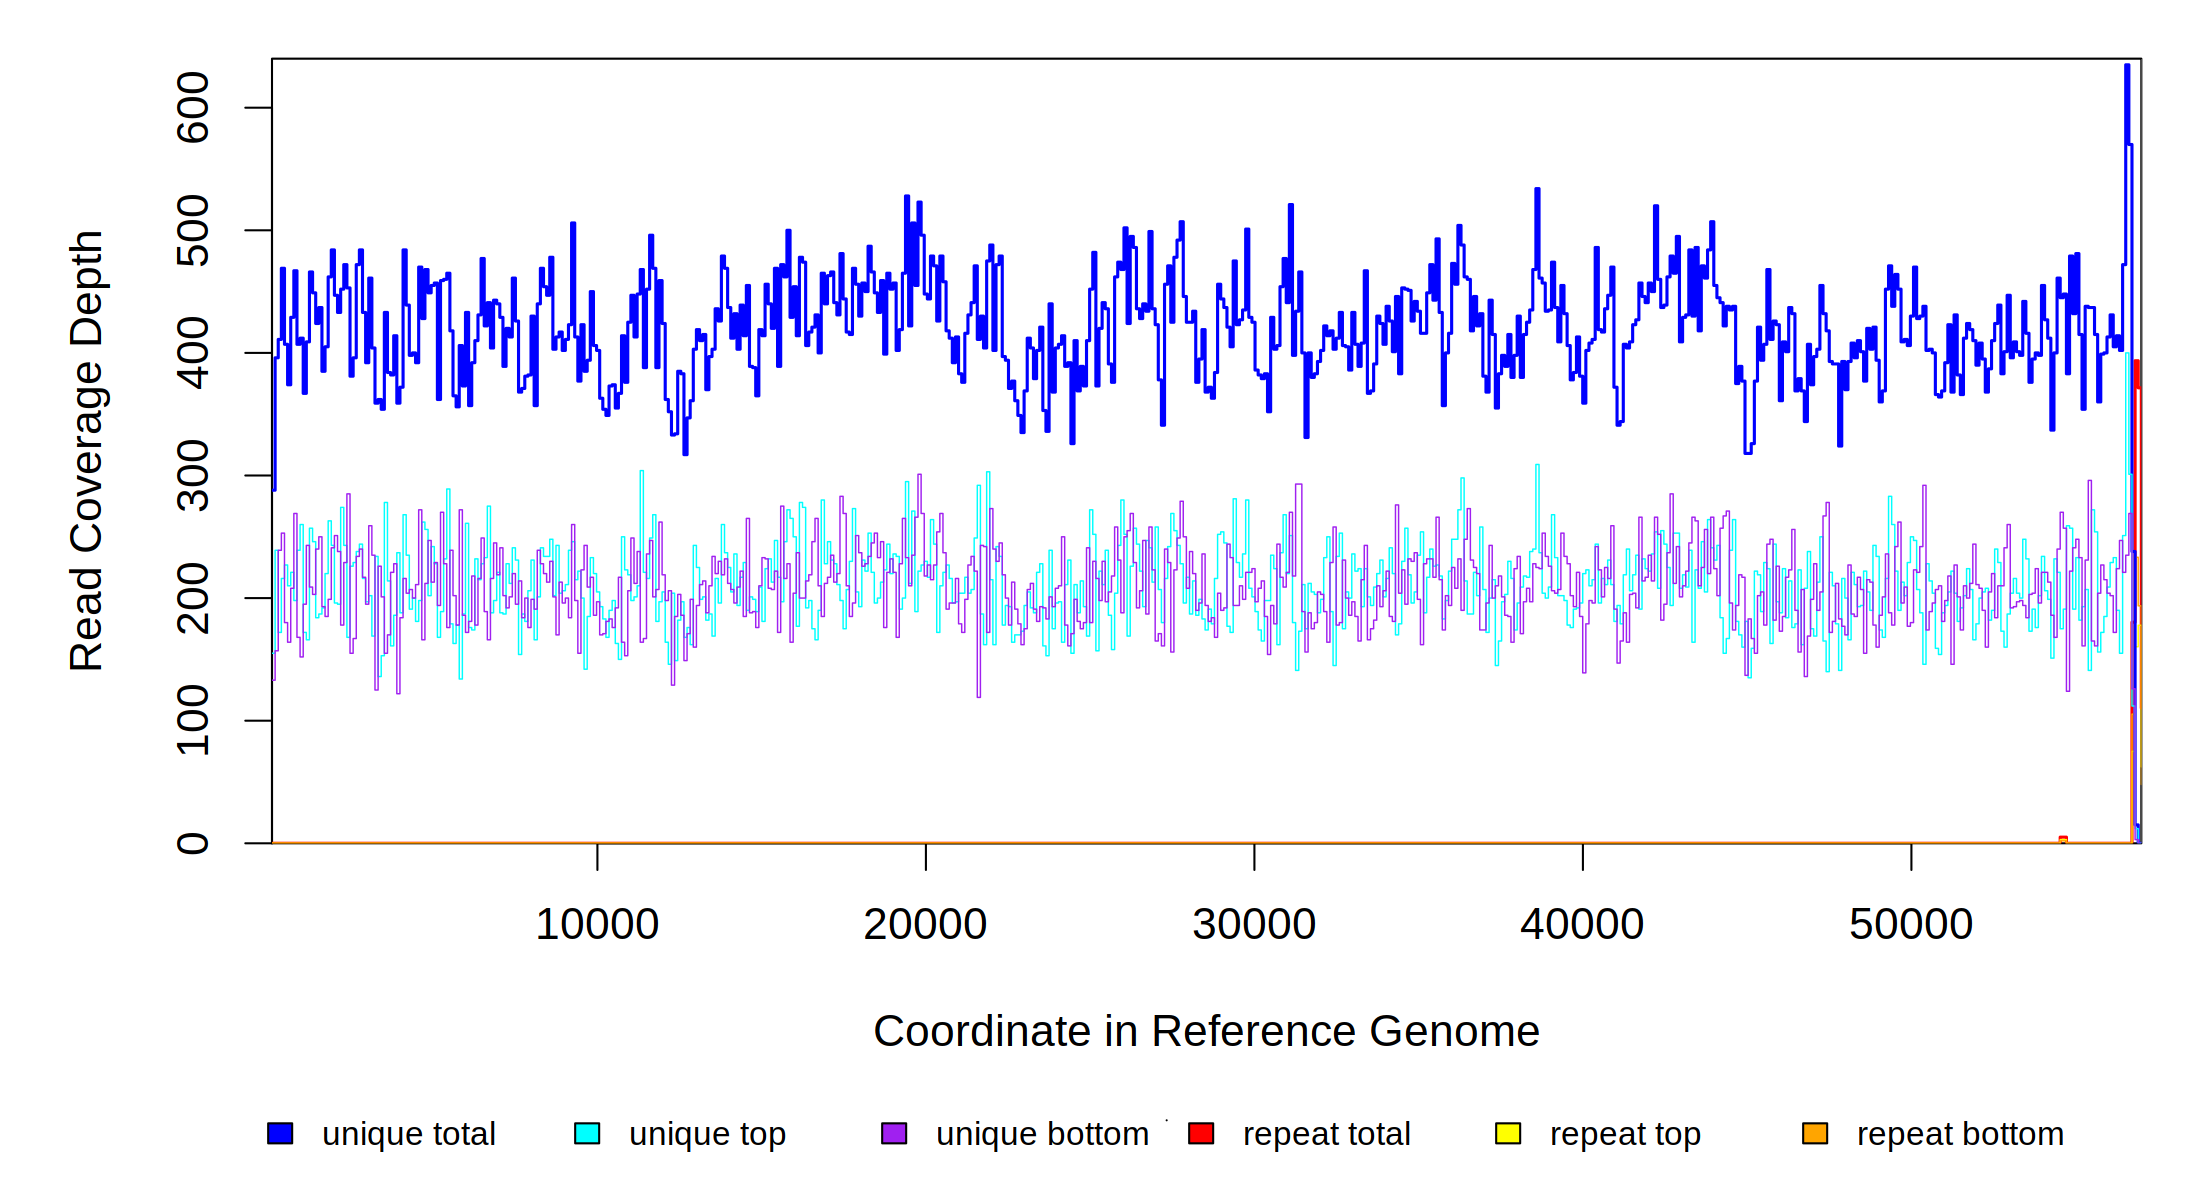 600
500
400
300
200
100
0
Read Coverage Depth
10000 20000 30000 40000 50000
Coordinate in Reference Genome
unique total unique top unique bottom repeat total repeat top repeat bottom